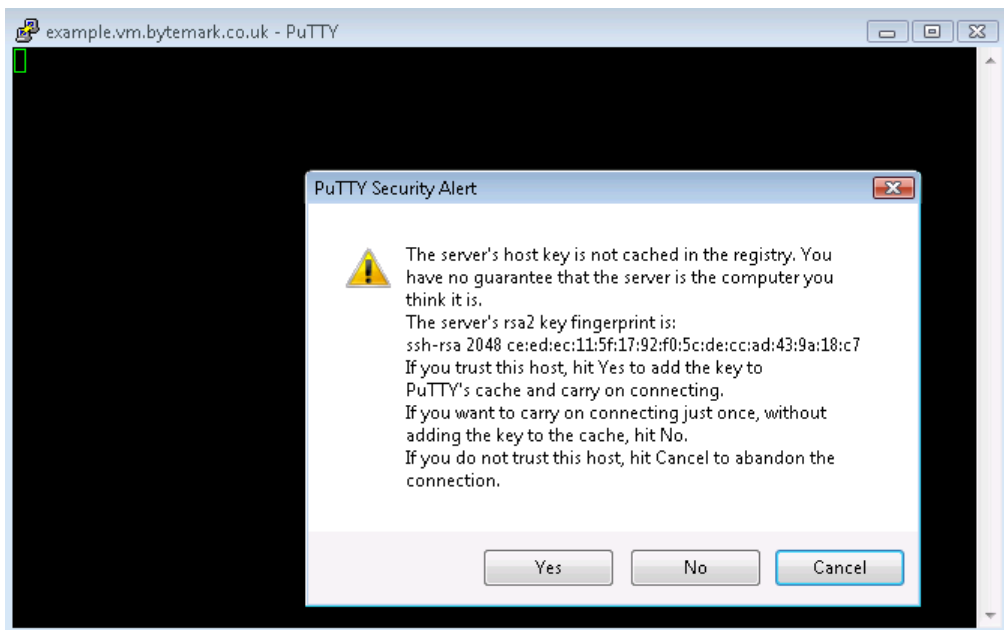 example.vm.bytemark.co.uk - PuTTY
PuTTY Security Alert
The server's host key is not cached in the registry. You
have no guarantee that the server is the computer you
think it is.
The server's rsa2 key fingerprint is:
ssh-rsa 2048 ce:ed:ec:11:5f:17:92:f0:5c:de:cc:ad:43:9a:18:c7
If you trust this host, hit Yes to add the key to
PuTTY's cache and carry on connecting.
If you want to carry on connecting just once, without
adding the key to the cache, hit No.
If you do not trust this host, hit Cancel to abandon the
connection.
Yes No Cancel